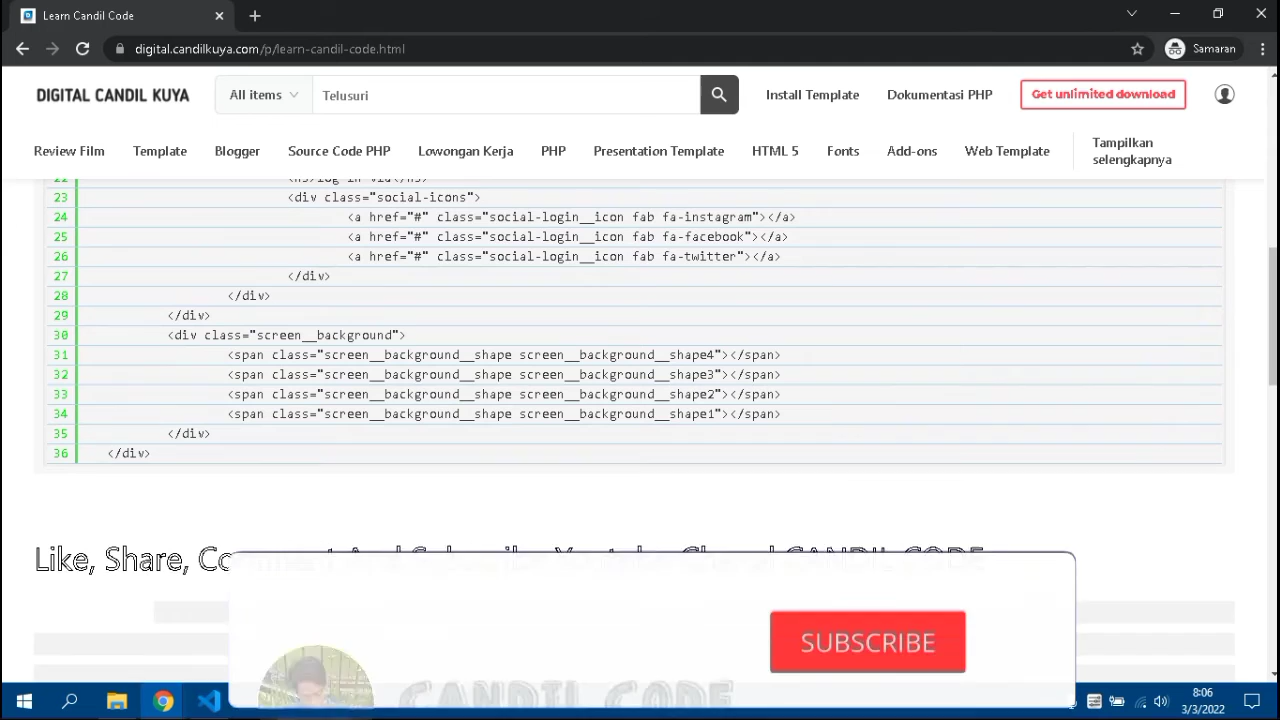 Learn Candil Code
digital.candilkuya.com/p/learn-candil-code.html
Samaran
DIGITAL CANDIL KUYA
All items
Telusuri
Install Template
Dokumentasi PHP
Get unlimited download
Review Film
Template
Blogger
Source Code PHP
Lowongan Kerja
PHP
Presentation Template
HTML 5
Fonts
Add-ons
Web Template
Tampilkan
selengkapnya
23 <div class="social-icons">
24 <a href="#" class="social-login__icon fab fa-instagram"></a>
25 <a href="#" class="social-login__icon fab fa-facebook"></a>
26 <a href="#" class="social-login__icon fab fa-twitter"></a>
27 </div>
28 </div>
29 </div>
30 <div class="screen__background">
31 <span class="screen__background__shape screen__background__shape4"></span>
32 <span class="screen__background__shape screen__background__shape3"></span>
33 <span class="screen__background__shape screen__background__shape2"></span>
34 <span class="screen__background__shape screen__background__shape1"></span>
35 </div>
36 </div>
Like, Share,
SUBSCRIBE
CANDIL CODE
8:06
3/3/2022